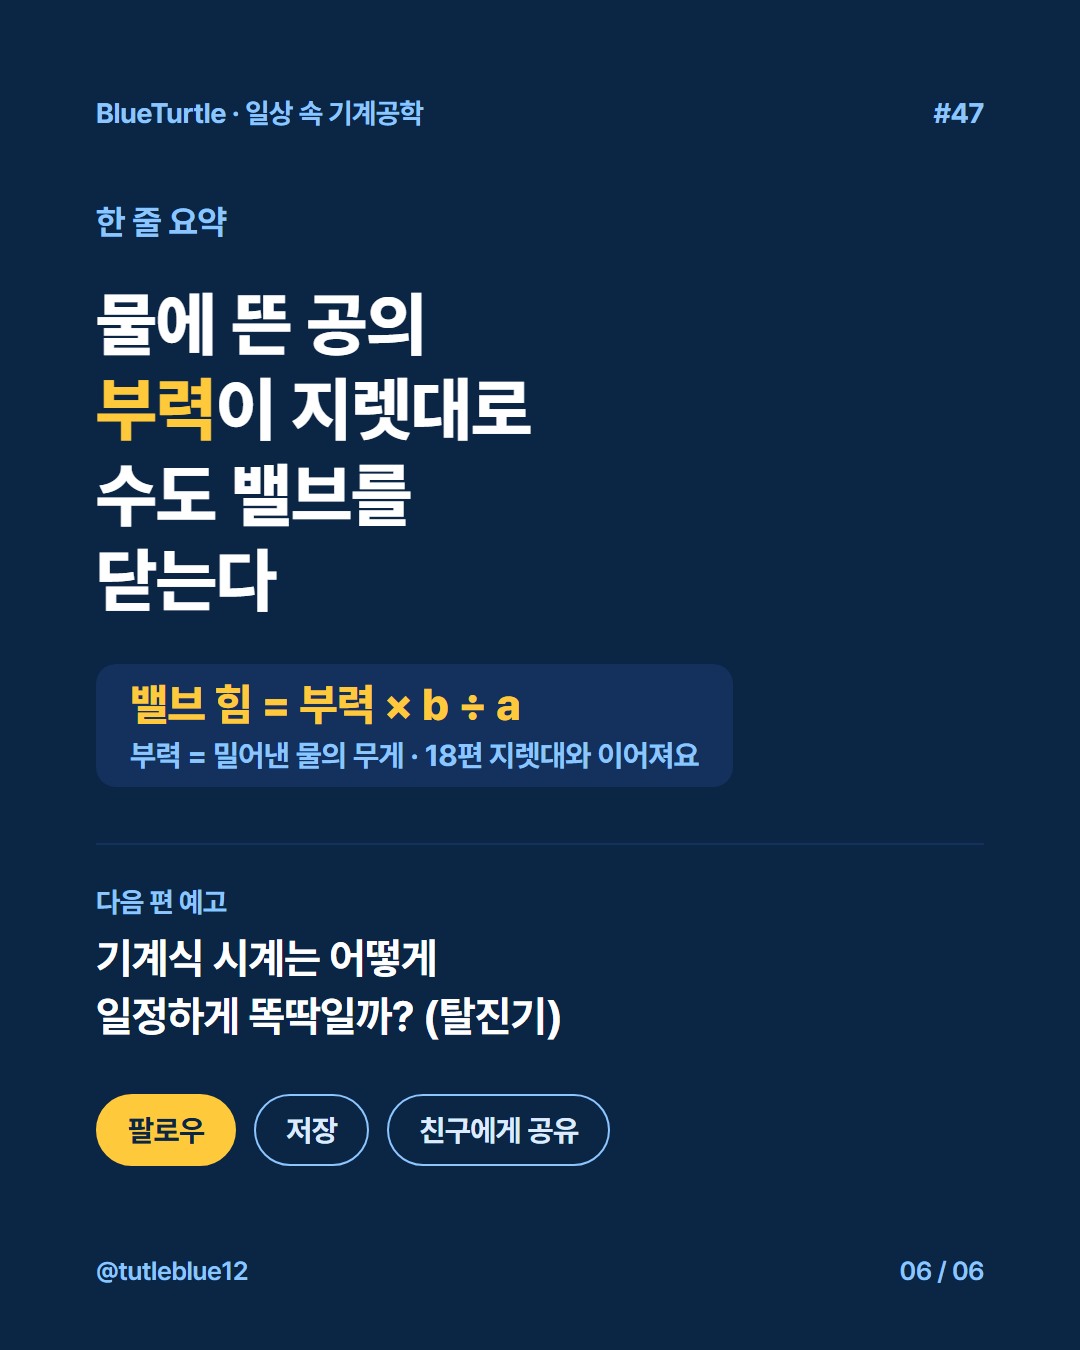 BlueTurtle · 일상 속 기계공학
#47
한 줄 요약
물에 뜬 공의
부력이 지렛대로
수도 밸브를
닫는다
밸브 힘 = 부력 × b ÷ a
부력 = 밀어낸 물의 무게 · 18편 지렛대와 이어져요
다음 편 예고
기계식 시계는 어떻게
일정하게 똑딱일까? (탈진기)
팔로우
저장
친구에게 공유
@tutleblue12
06 / 06